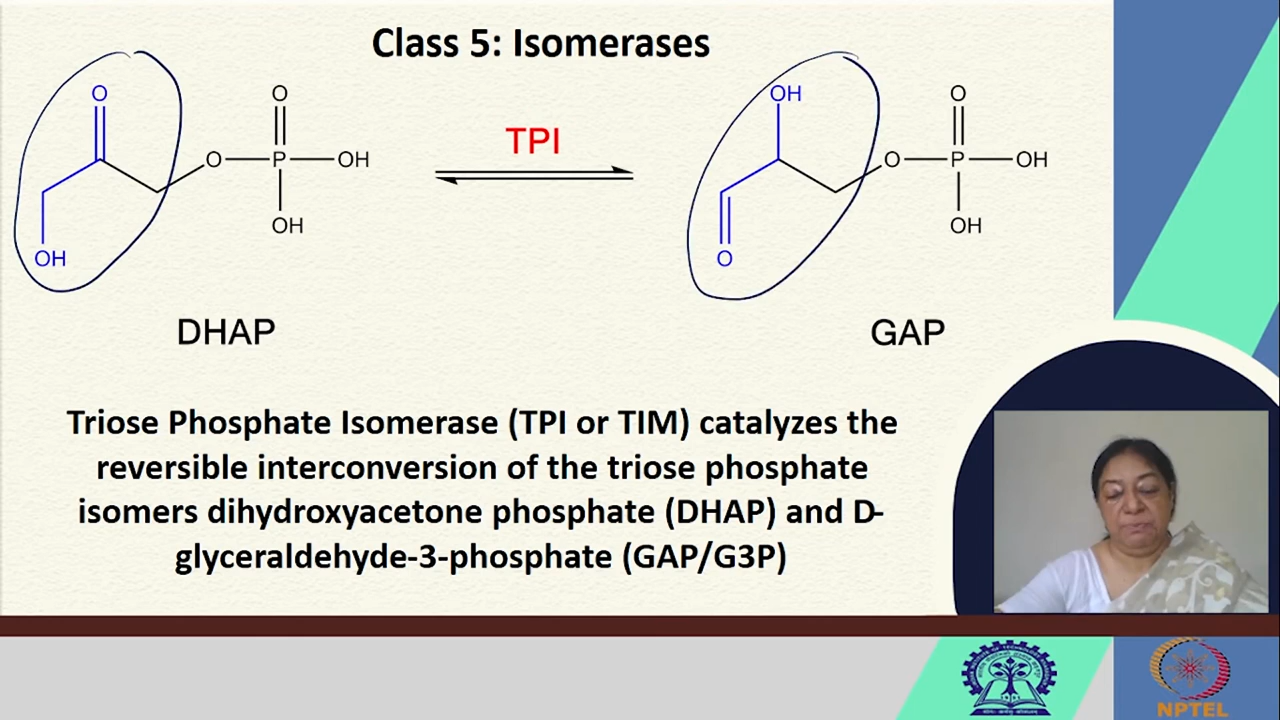 Class 5: Isomerases
O
O
OH
O
P
OH
OH
DHAP
TPI
OH
O
O
O
P
OH
OH
GAP
Triose Phosphate Isomerase (TPI or TIM) catalyzes the
reversible interconversion of the triose phosphate
isomers dihydroxyacetone phosphate (DHAP) and D-
glyceraldehyde-3-phosphate (GAP/G3P)
NPTEL